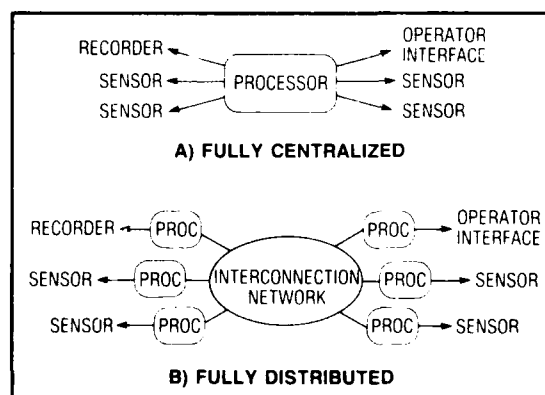 RECORDER
OPERATOR
INTERFACE
SENSOR
PROCESSOR
SENSOR
SENSOR
SENSOR
A) FULLY CENTRALIZED
RECORDER
PROC
PROC
OPERATOR
INTERFACE
SENSOR
PROC
INTERCONNECTION
NETWORK
PROC
SENSOR
SENSOR
PROC
PROC
SENSOR
B) FULLY DISTRIBUTED